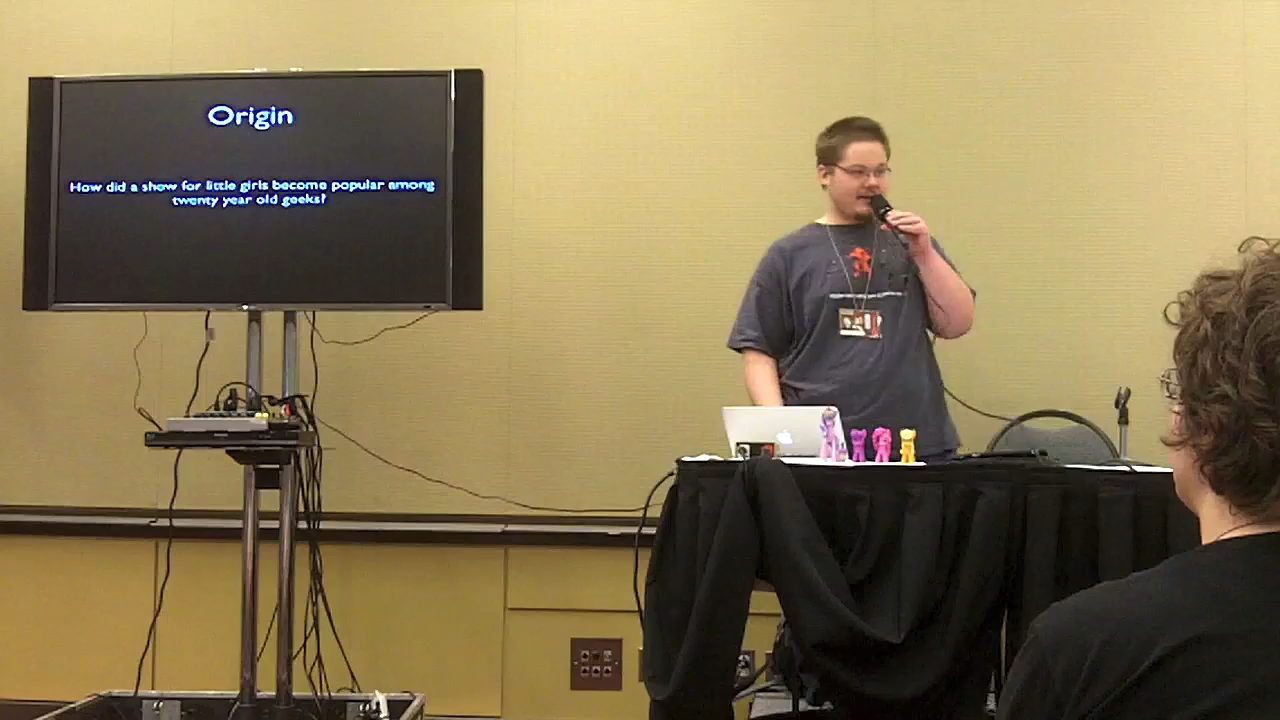 Origin
How did a show for little girls become popular among
twenty year old geeks?